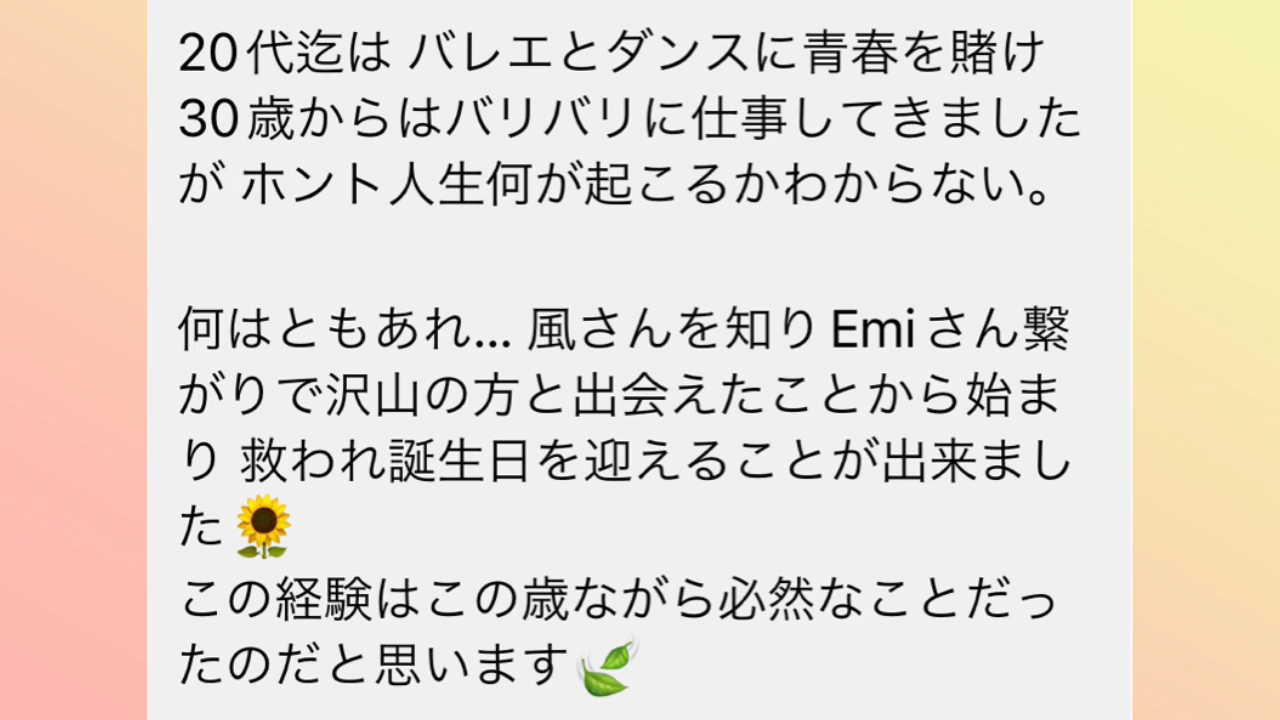 20代迄は バレエとダンスに青春を賭け
30歳からはバリバリに仕事してきました
が ホント人生何が起こるかわからない。
何はともあれ... 風さんを知りEmiさん繋
がりで沢山の方と出会えたことから始ま
り 救われ誕生日を迎えることが出来まし
た🌻
この経験はこの歳ながら必然なことだっ
たのだと思います🍃